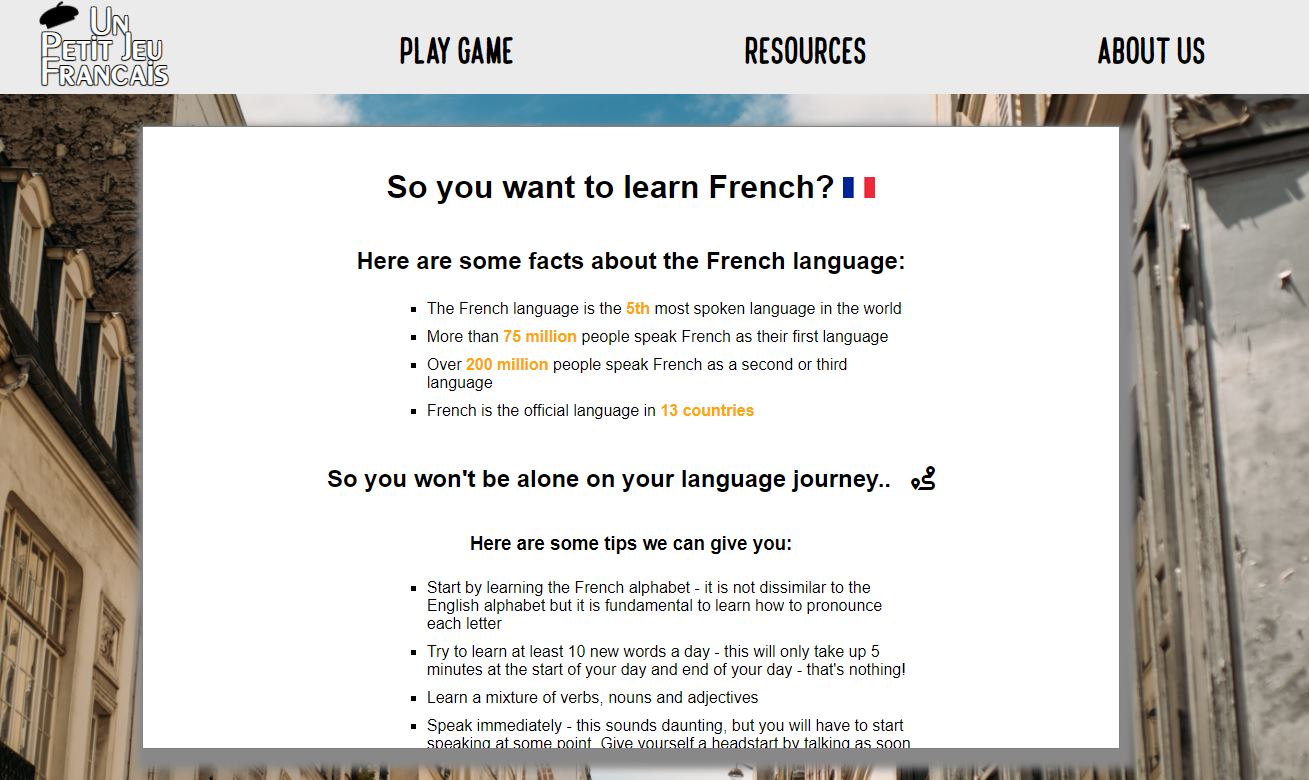 Un
Petit Jeu
Francais
PLAY GAME
RESOURCES
ABOUT US
So you want to learn French?
Here are some facts about the French language:
The French language is the 5th most spoken language in the world
More than 75 million people speak French as their first language
Over 200 million people speak French as a second or third
language
French is the official language in 13 countries
So you won't be alone on your language journey..
Here are some tips we can give you:
Start by learning the French alphabet - it is not dissimilar to the
English alphabet but it is fundamental to learn how to pronounce
each letter
Try to learn at least 10 new words a day - this will only take up 5
minutes at the start of your day and end of your day - that's nothing!
Learn a mixture of verbs, nouns and adjectives
Speak immediately - this sounds daunting, but you will have to start
speaking at some point. Give yourself a headstart by talking as soon